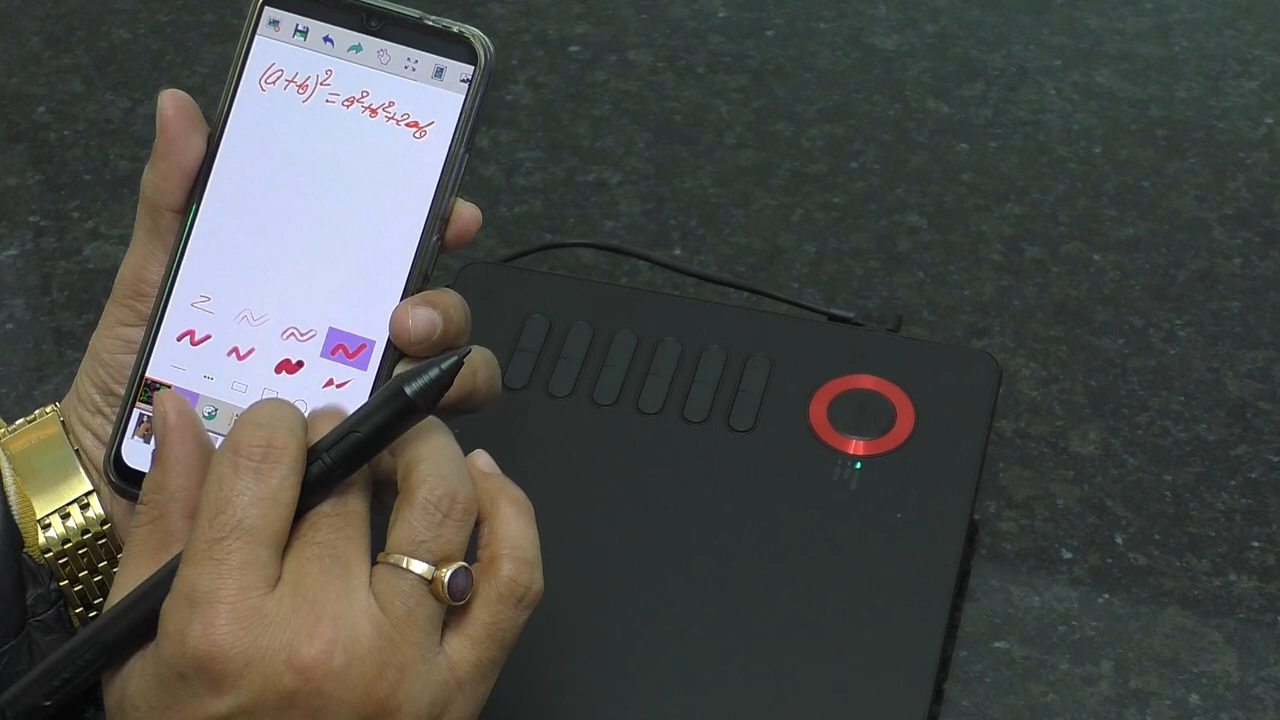 (a+b)² = a²+b²+2ab